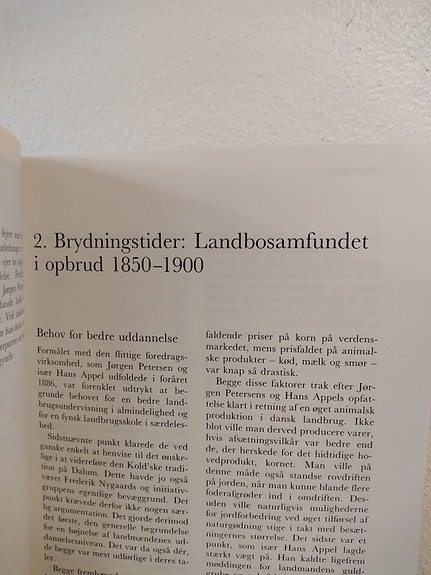 2. Brydningstider: Landbosamfundet
i opbrud 1850–1900
Behov for bedre uddannelse
Formålet med den flittige foredrags-
virksomhed, som Jørgen Petersen og
især Hans Appel udfoldede i foråret
1886, var forenklet udtrykt at be-
grunde behovet for en bedre land-
brugsundervisning i almindelighed og
for en fynsk landbrugsskole i særdeles-
hed.
Sidstnævnte punkt klarede de ved
ganske enkelt at henvise til det ønske-
lige i at videreføre den Kold'ske tradi-
tion på Dalum. Dette havde jo også
været Frederik Nygaards og initiativ-
gruppens egentlige bevæggrund. Det
punkt krævede derfor ikke nogen sær-
lig argumentation. Det gjorde derimod
det første, den generelle begrundelse
for en højnelse af landmændenes ud-
dannelsesniveau. Det var da også dér,
de begge var mest udførlige i deres ta-
ler.
Begge
faldende priser på korn på verdens-
markedet, mens prisfaldet på animal-
ske produkter – kød, mælk og smør –
var knap så drastisk.
Begge disse faktorer trak efter Jør-
gen Petersens og Hans Appels opfat-
telse klart i retning af en øget animalsk
produktion i dansk landbrug. Ikke
blot ville man derved producere varer,
hvis afsætningsvilkår var bedre end
de, der herskede for det hidtidige ho-
vedprodukt, kornet. Man ville på
denne måde også standse rovdriften
på jorden, når man kunne blande flere
foderafgrøder ind i omdriften. Des-
uden ville naturligvis mulighederne
for jordforbedring ved øget tilførsel af
naturgødning stige i takt med besæt-
ningernes størrelse. Det sidste var et
punkt, som især Hans Appel lagde
stærkt vægt på. Han kaldte ligefrem
møddingen for landmandens guld-